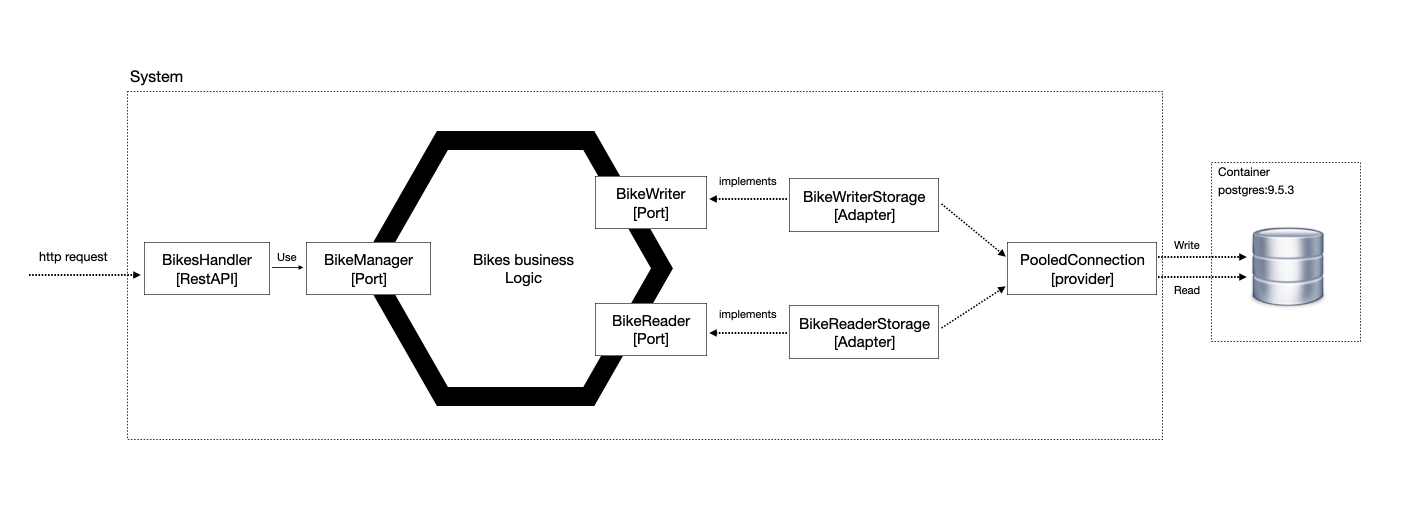 System
http request
BikesHandler
[RestAPI]
Use
BikeManager
[Port]
Bikes business
Logic
BikeWriter
[Port]
implements
BikeWriterStorage
[Adapter]
BikeReader
[Port]
implements
BikeReaderStorage
[Adapter]
PooledConnection
[provider]
Write
Read
Container
postgres:9.5.3